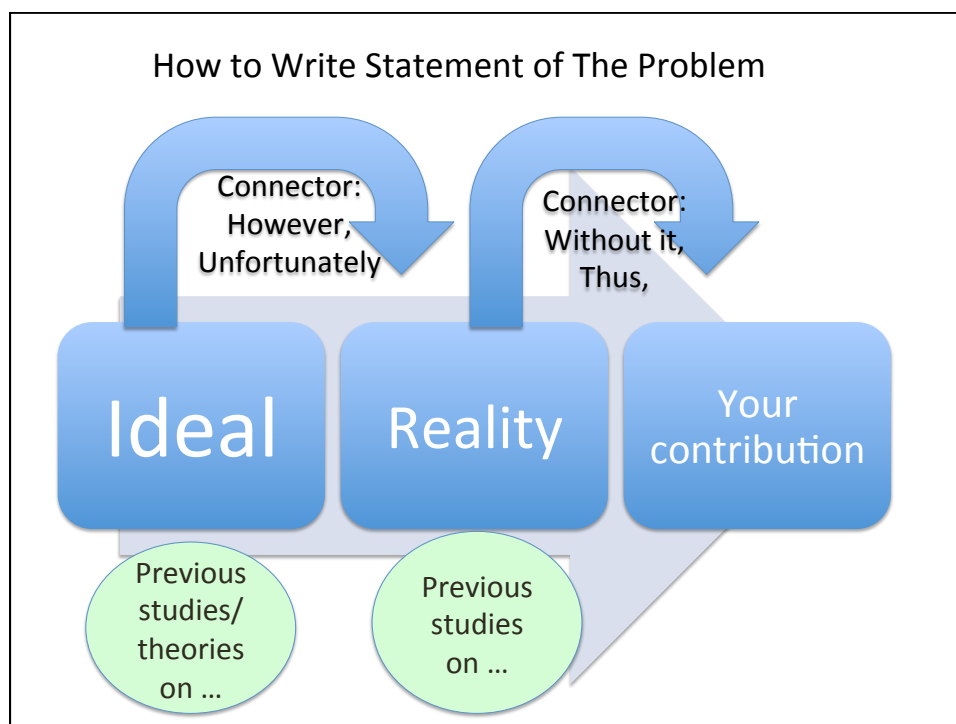 How to Write Statement of The Problem
Connector:
However,
Unfortunately
Connector:
Without it,
Thus,
Ideal
Reality
Your
contribution
Previous
studies/
theories
on ...
Previous
studies
on ...